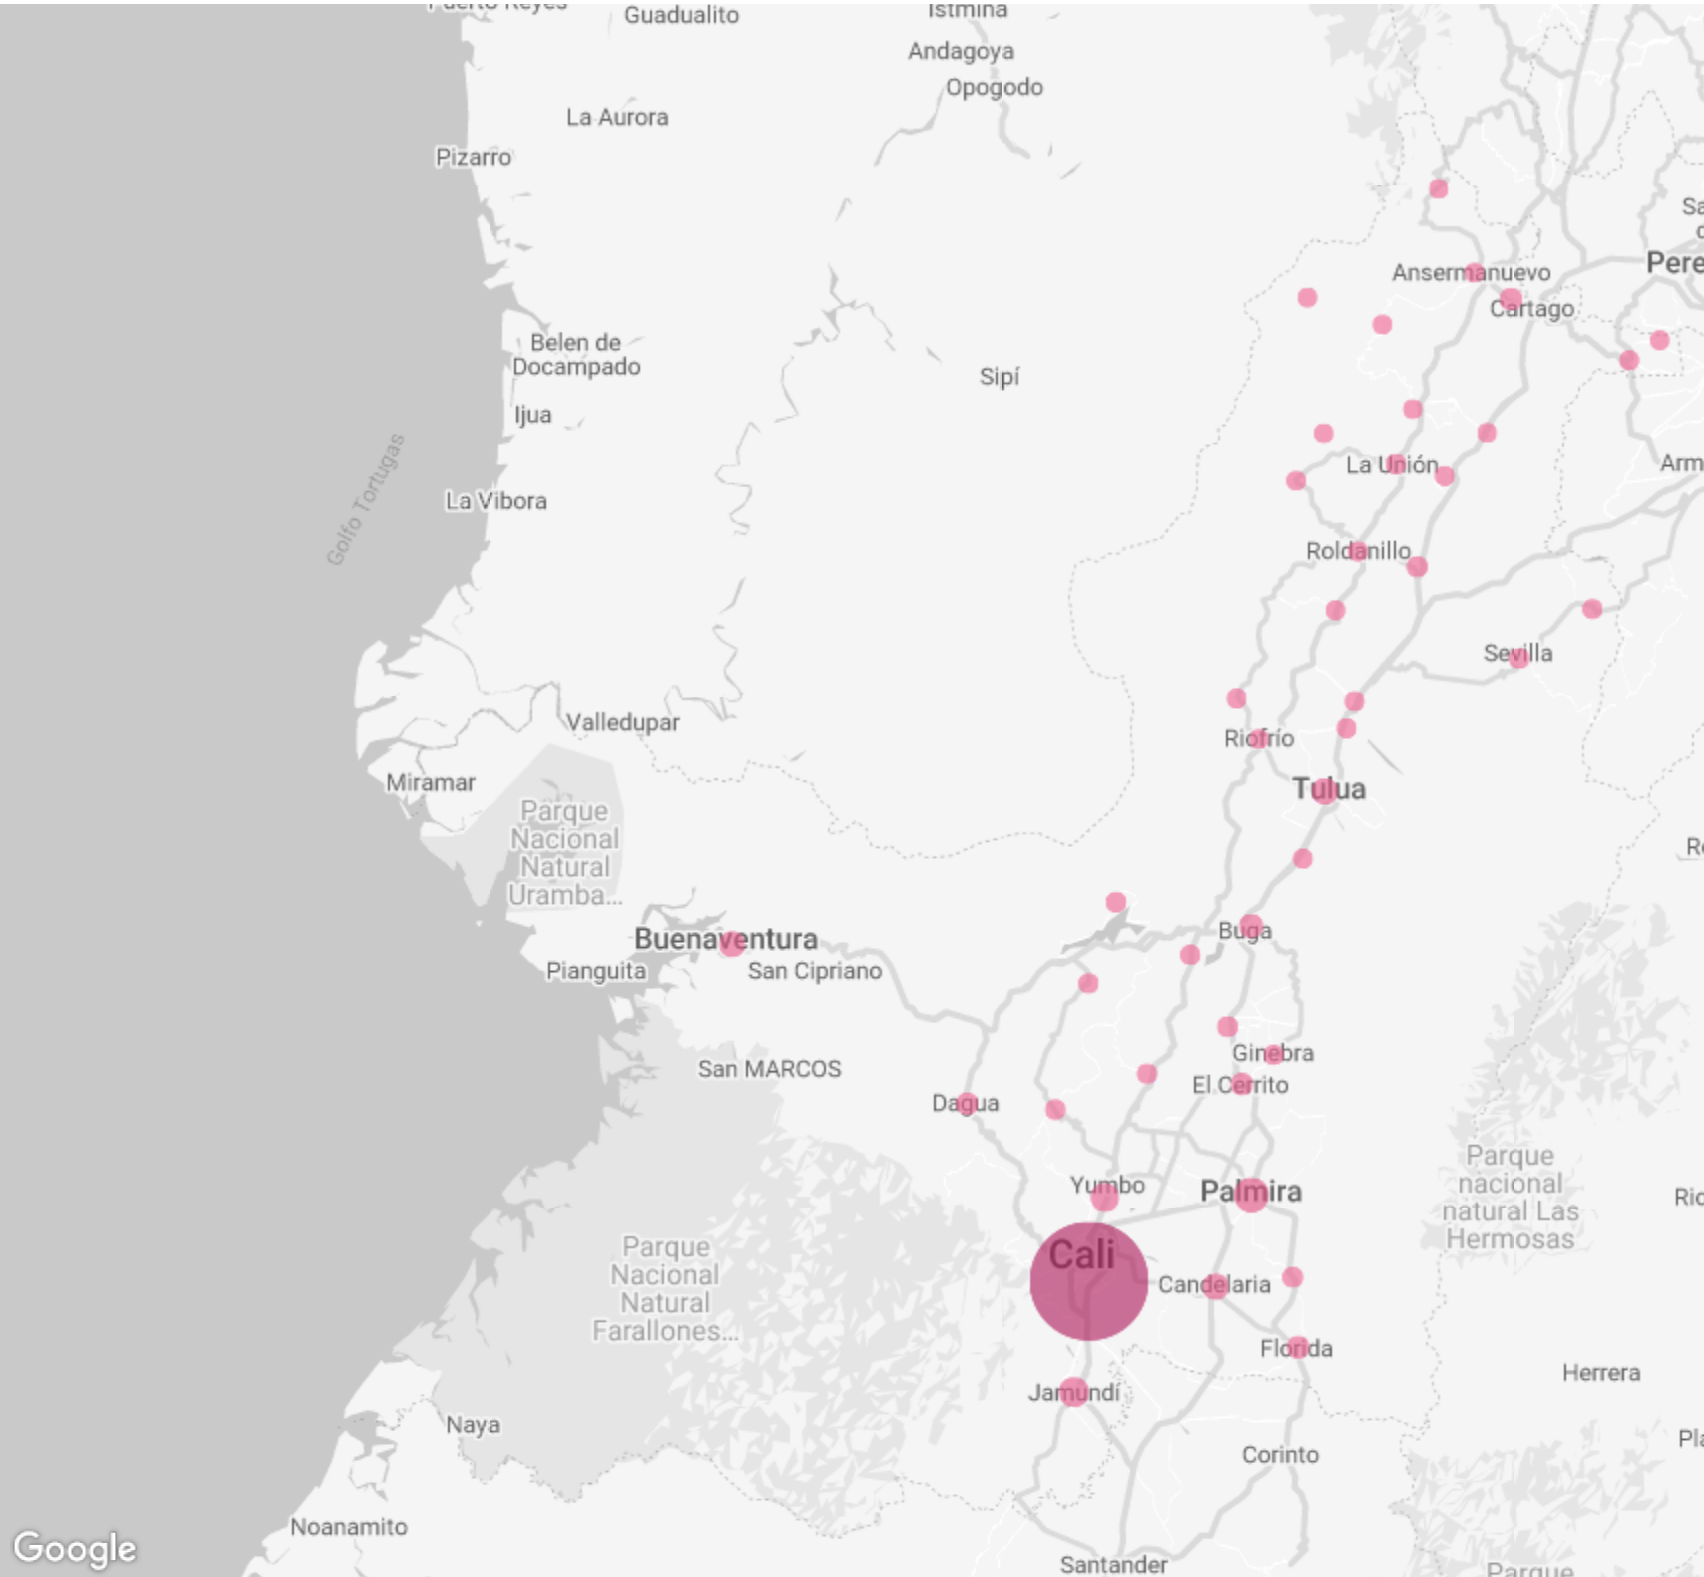 Guadualito
Istmina
Andagoya
Opogodo
La Aurora
Pizarro
Ansermanuevo
Cartago
Belen de
Docampado
Sipí
Ijua
Golfo Tortugas
La Unión
La Vibora
Roldanillo
Sevilla
Valledupar
Riofrío
Miramar
Tulua
Parque
Nacional
Natural
Uramba...
Buga
Buenaventura
Pianguita
San Cipriano
Ginebra
San MARCOS
El Cerrito
Dagua
Yumbo
Palmira
Parque
nacional
natural Las
Hermosas
Cali
Parque
Nacional
Natural
Farallones...
Candelaria
Florida
Herrera
Jamundí
Naya
Corinto
Noanamito
Google
Santander
Parque